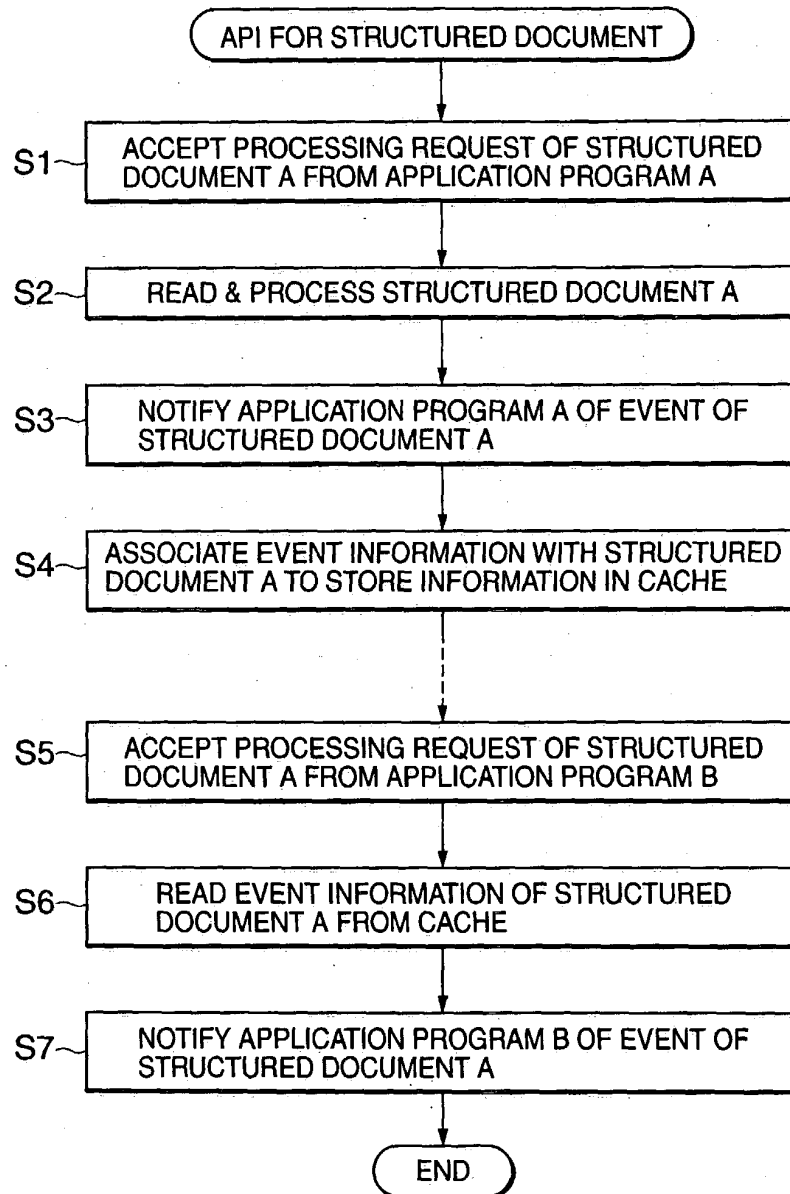 API FOR STRUCTURED DOCUMENT
S1
ACCEPT PROCESSING REQUEST OF STRUCTURED
DOCUMENT A FROM APPLICATION PROGRAM A
S2
READ & PROCESS STRUCTURED DOCUMENT A
S3
NOTIFY APPLICATION PROGRAM A OF EVENT OF
STRUCTURED DOCUMENT A
S4
ASSOCIATE EVENT INFORMATION WITH STRUCTURED
DOCUMENT A TO STORE INFORMATION IN CACHE
S5
ACCEPT PROCESSING REQUEST OF STRUCTURED
DOCUMENT A FROM APPLICATION PROGRAM B
S6
READ EVENT INFORMATION OF STRUCTURED
DOCUMENT A FROM CACHE
S7
NOTIFY APPLICATION PROGRAM B OF EVENT OF
STRUCTURED DOCUMENT A
END